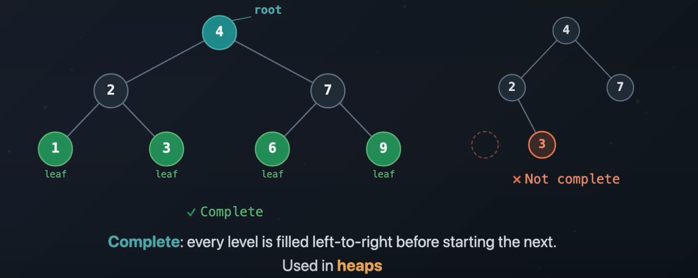 root
4
2
7
1
3
6
9
leaf
leaf
leaf
leaf
✓ Complete
4
2
7
3
× Not complete
Complete: every level is filled left-to-right before starting the next.
Used in heaps